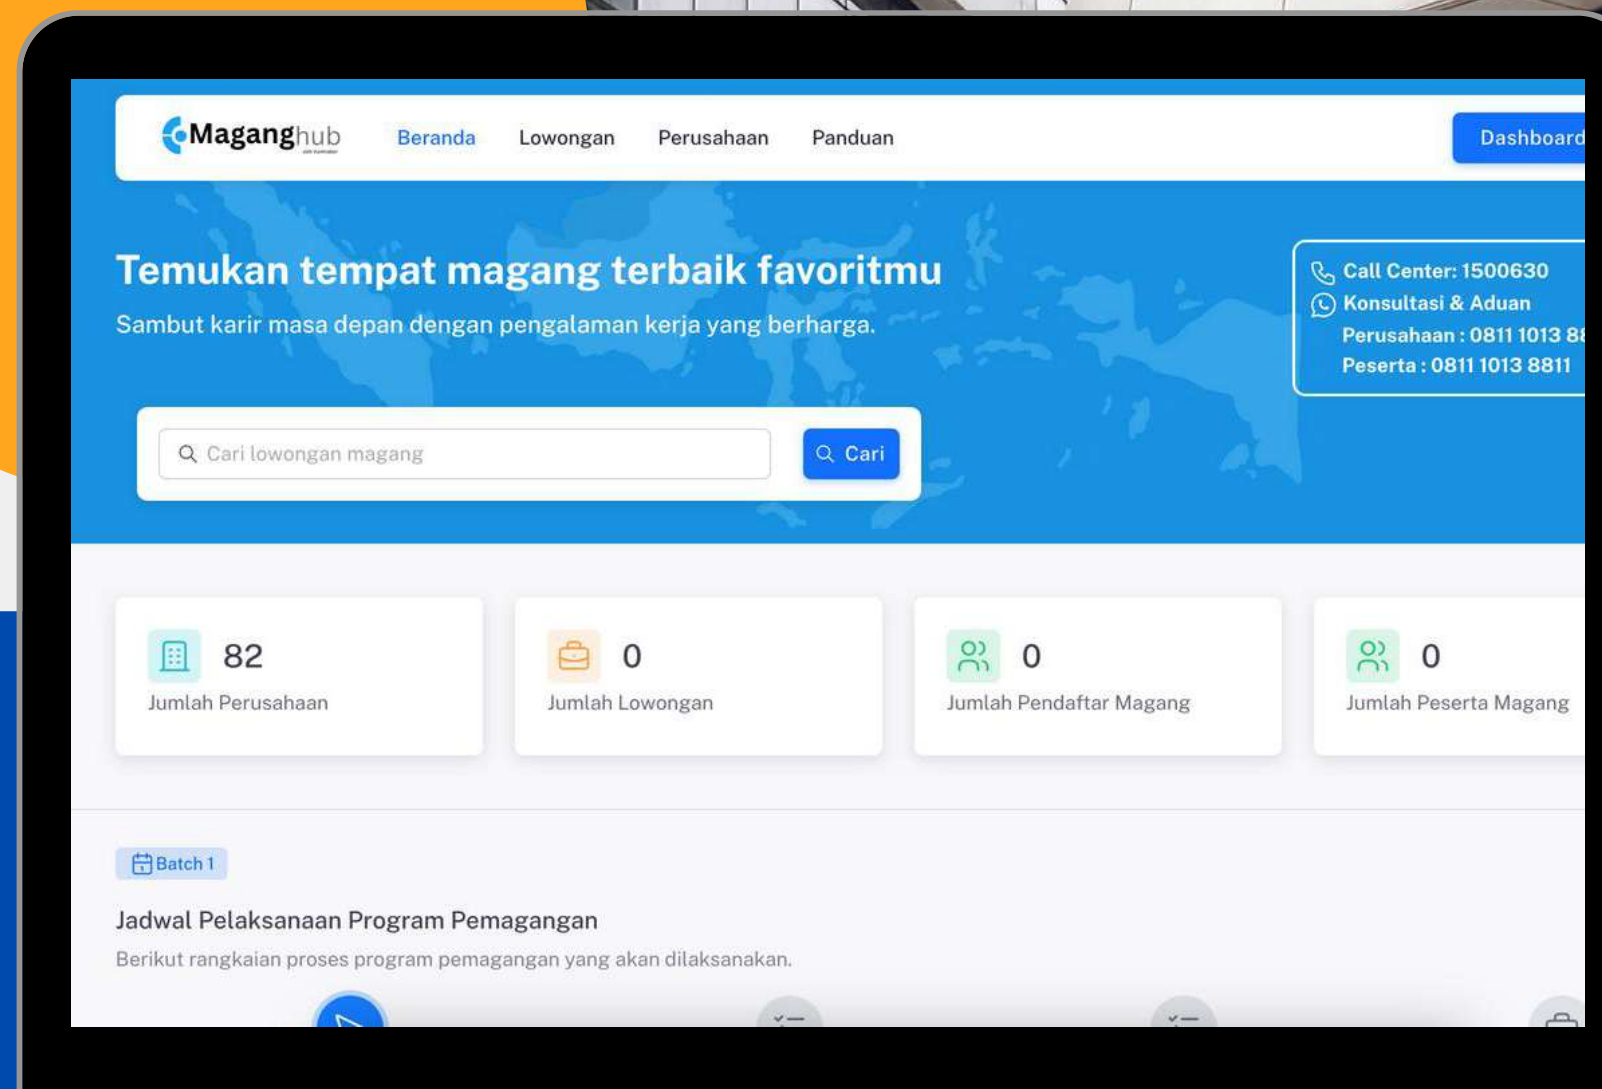 Maganghub
Beranda
Lowongan
Perusahaan
Panduan
Dashboard
Temukan tempat magang terbaik favoritmu
Sambut karir masa depan dengan pengalaman kerja yang berharga.
Call Center: 1500630
Konsultasi & Aduan
Perusahaan : 0811 1013
Peserta : 0811 1013 8811
Cari lowongan magang
Cari
82
Jumlah Perusahaan
0
Jumlah Lowongan
0
Jumlah Pendaftar Magang
0
Jumlah Peserta Magang
Batch 1
Jadwal Pelaksanaan Program Pemagangan
Berikut rangkaian proses program pemagangan yang akan dilaksanakan.